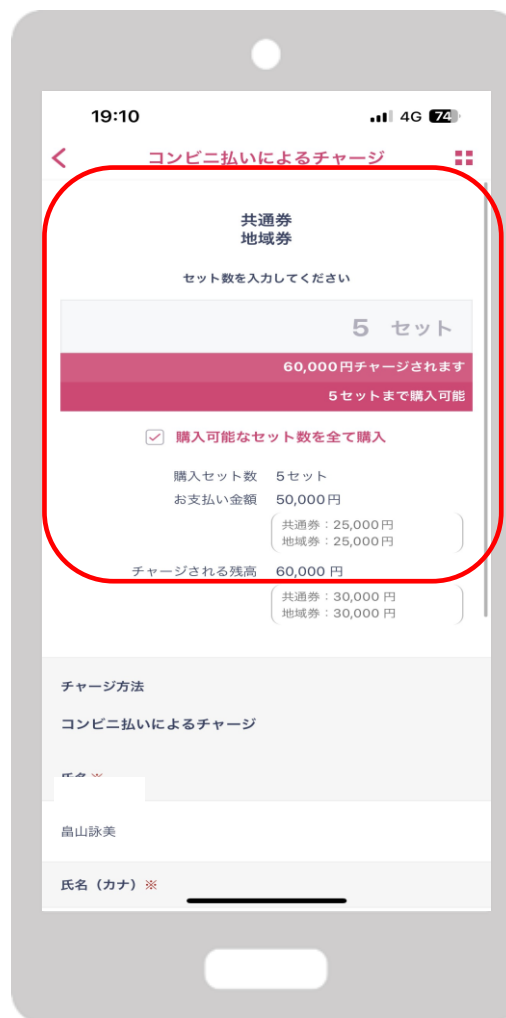 19:10
4G 74
コンビニ払いによるチャージ
共通券
地域券
セット数を入力してください
5 セット
60,000円チャージされます
5セットまで購入可能
購入可能なセット数を全て購入
購入セット数 5セット
お支払い金額 50,000円
共通券：25,000円
地域券：25,000円
チャージされる残高 60,000 円
共通券：30,000 円
地域券：30,000 円
チャージ方法
コンビニ払いによるチャージ
氏名※
畠山詠美
氏名（カナ）※